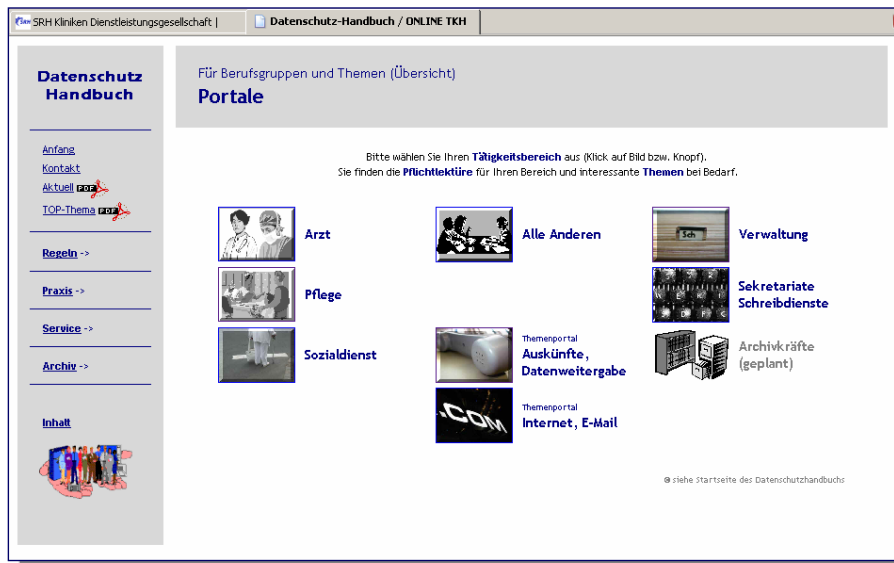 SRH Kliniken Dienstleistungsgesellschaft |
Datenschutz-Handbuch / ONLINE TKH
Datenschutz
Handbuch
Anfang
Kontakt
Aktuell PDF
TOP-Thema PDF
Regeln ->
Praxis ->
Service ->
Archiv ->
Inhalt
Für Berufsgruppen und Themen (Übersicht)
Portale
Bitte wählen Sie Ihren Tätigkeitsbereich aus (Klick auf Bild bzw. Knopf).
Sie finden die Pflichtlektüre für Ihren Bereich und interessante Themen bei Bedarf.
Arzt
Alle Anderen
Sch
Verwaltung
Pflege
Sekretariate
Schreibdienste
Sozialdienst
Themenportal
Auskünfte,
Datenweitergabe
Archivkräfte
(geplant)
.COM
Themenportal
Internet, E-Mail
@ siehe Startseite des Datenschutzhandbuchs